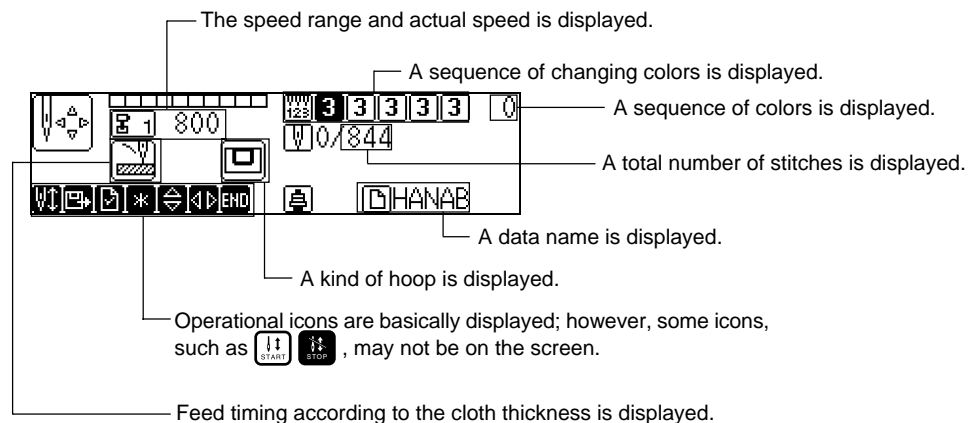 The speed range and actual speed is displayed.
A sequence of changing colors is displayed.
123 3 3 3 3 3 0
A sequence of colors is displayed.
1 800
0/844
A total number of stitches is displayed.
END
HANAB
A data name is displayed.
A kind of hoop is displayed.
Operational icons are basically displayed; however, some icons,
such as START STOP , may not be on the screen.
Feed timing according to the cloth thickness is displayed.